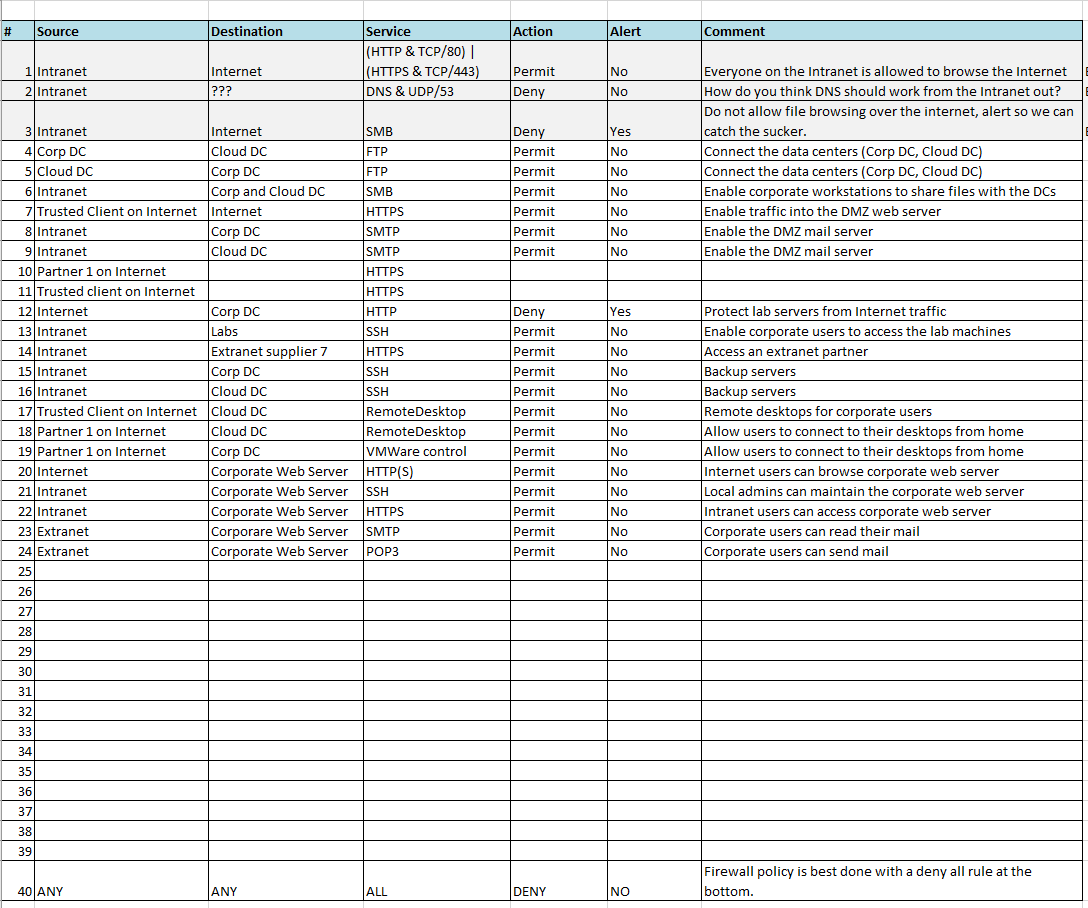 # Source Destination Service Action Alert Comment
(HTTP & TCP/80) |
1 Intranet Internet (HTTPS & TCP/443) Permit No Everyone on the Intranet is allowed to browse the Internet
2 Intranet ??? DNS & UDP/53 Deny No How do you think DNS should work from the Intranet out?
Do not allow file browsing over the internet, alert so we can
3 Intranet Internet SMB Deny Yes catch the sucker.
4 Corp DC Cloud DC FTP Permit No Connect the data centers (Corp DC, Cloud DC)
5 Cloud DC Corp DC FTP Permit No Connect the data centers (Corp DC, Cloud DC)
6 Intranet Corp and Cloud DC SMB Permit No Enable corporate workstations to share files with the DCs
7 Trusted Client on Internet Internet HTTPS Permit No Enable traffic into the DMZ web server
8 Intranet Corp DC SMTP Permit No Enable the DMZ mail server
9 Intranet Cloud DC SMTP Permit No Enable the DMZ mail server
10 Partner 1 on Internet HTTPS
11 Trusted client on Internet HTTPS
12 Internet Corp DC HTTP Deny Yes Protect lab servers from Internet traffic
13 Intranet Labs SSH Permit No Enable corporate users to access the lab machines
14 Intranet Extranet supplier 7 HTTPS Permit No Access an extranet partner
15 Intranet Corp DC SSH Permit No Backup servers
16 Intranet Cloud DC SSH Permit No Backup servers
17 Trusted Client on Internet Cloud DC RemoteDesktop Permit No Remote desktops for corporate users
18 Partner 1 on Internet Cloud DC RemoteDesktop Permit No Allow users to connect to their desktops from home
19 Partner 1 on Internet Corp DC VMWare control Permit No Allow users to connect to their desktops from home
20 Internet Corporate Web Server HTTP(S) Permit No Internet users can browse corporate web server
21 Intranet Corporate Web Server SSH Permit No Local admins can maintain the corporate web server
22 Intranet Corporate Web Server HTTPS Permit No Intranet users can access corporate web server
23 Extranet Corporare Web Server SMTP Permit No Corporate users can read their mail
24 Extranet Corporate Web Server POP3 Permit No Corporate users can send mail
25
26
27
28
29
30
31
32
33
34
35
36
37
38
39
Firewall policy is best done with a deny all rule at the
40 ANY ANY ALL DENY NO bottom.